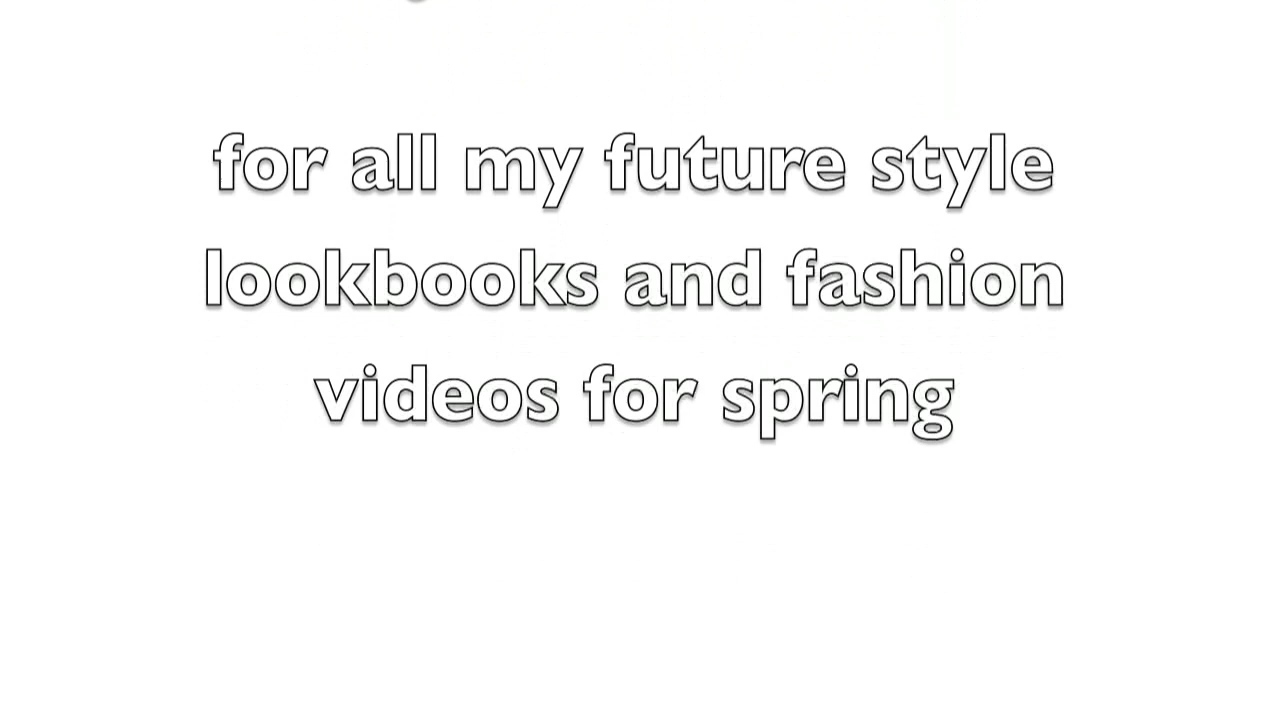 for all my future style
lookbooks and fashion
videos for spring